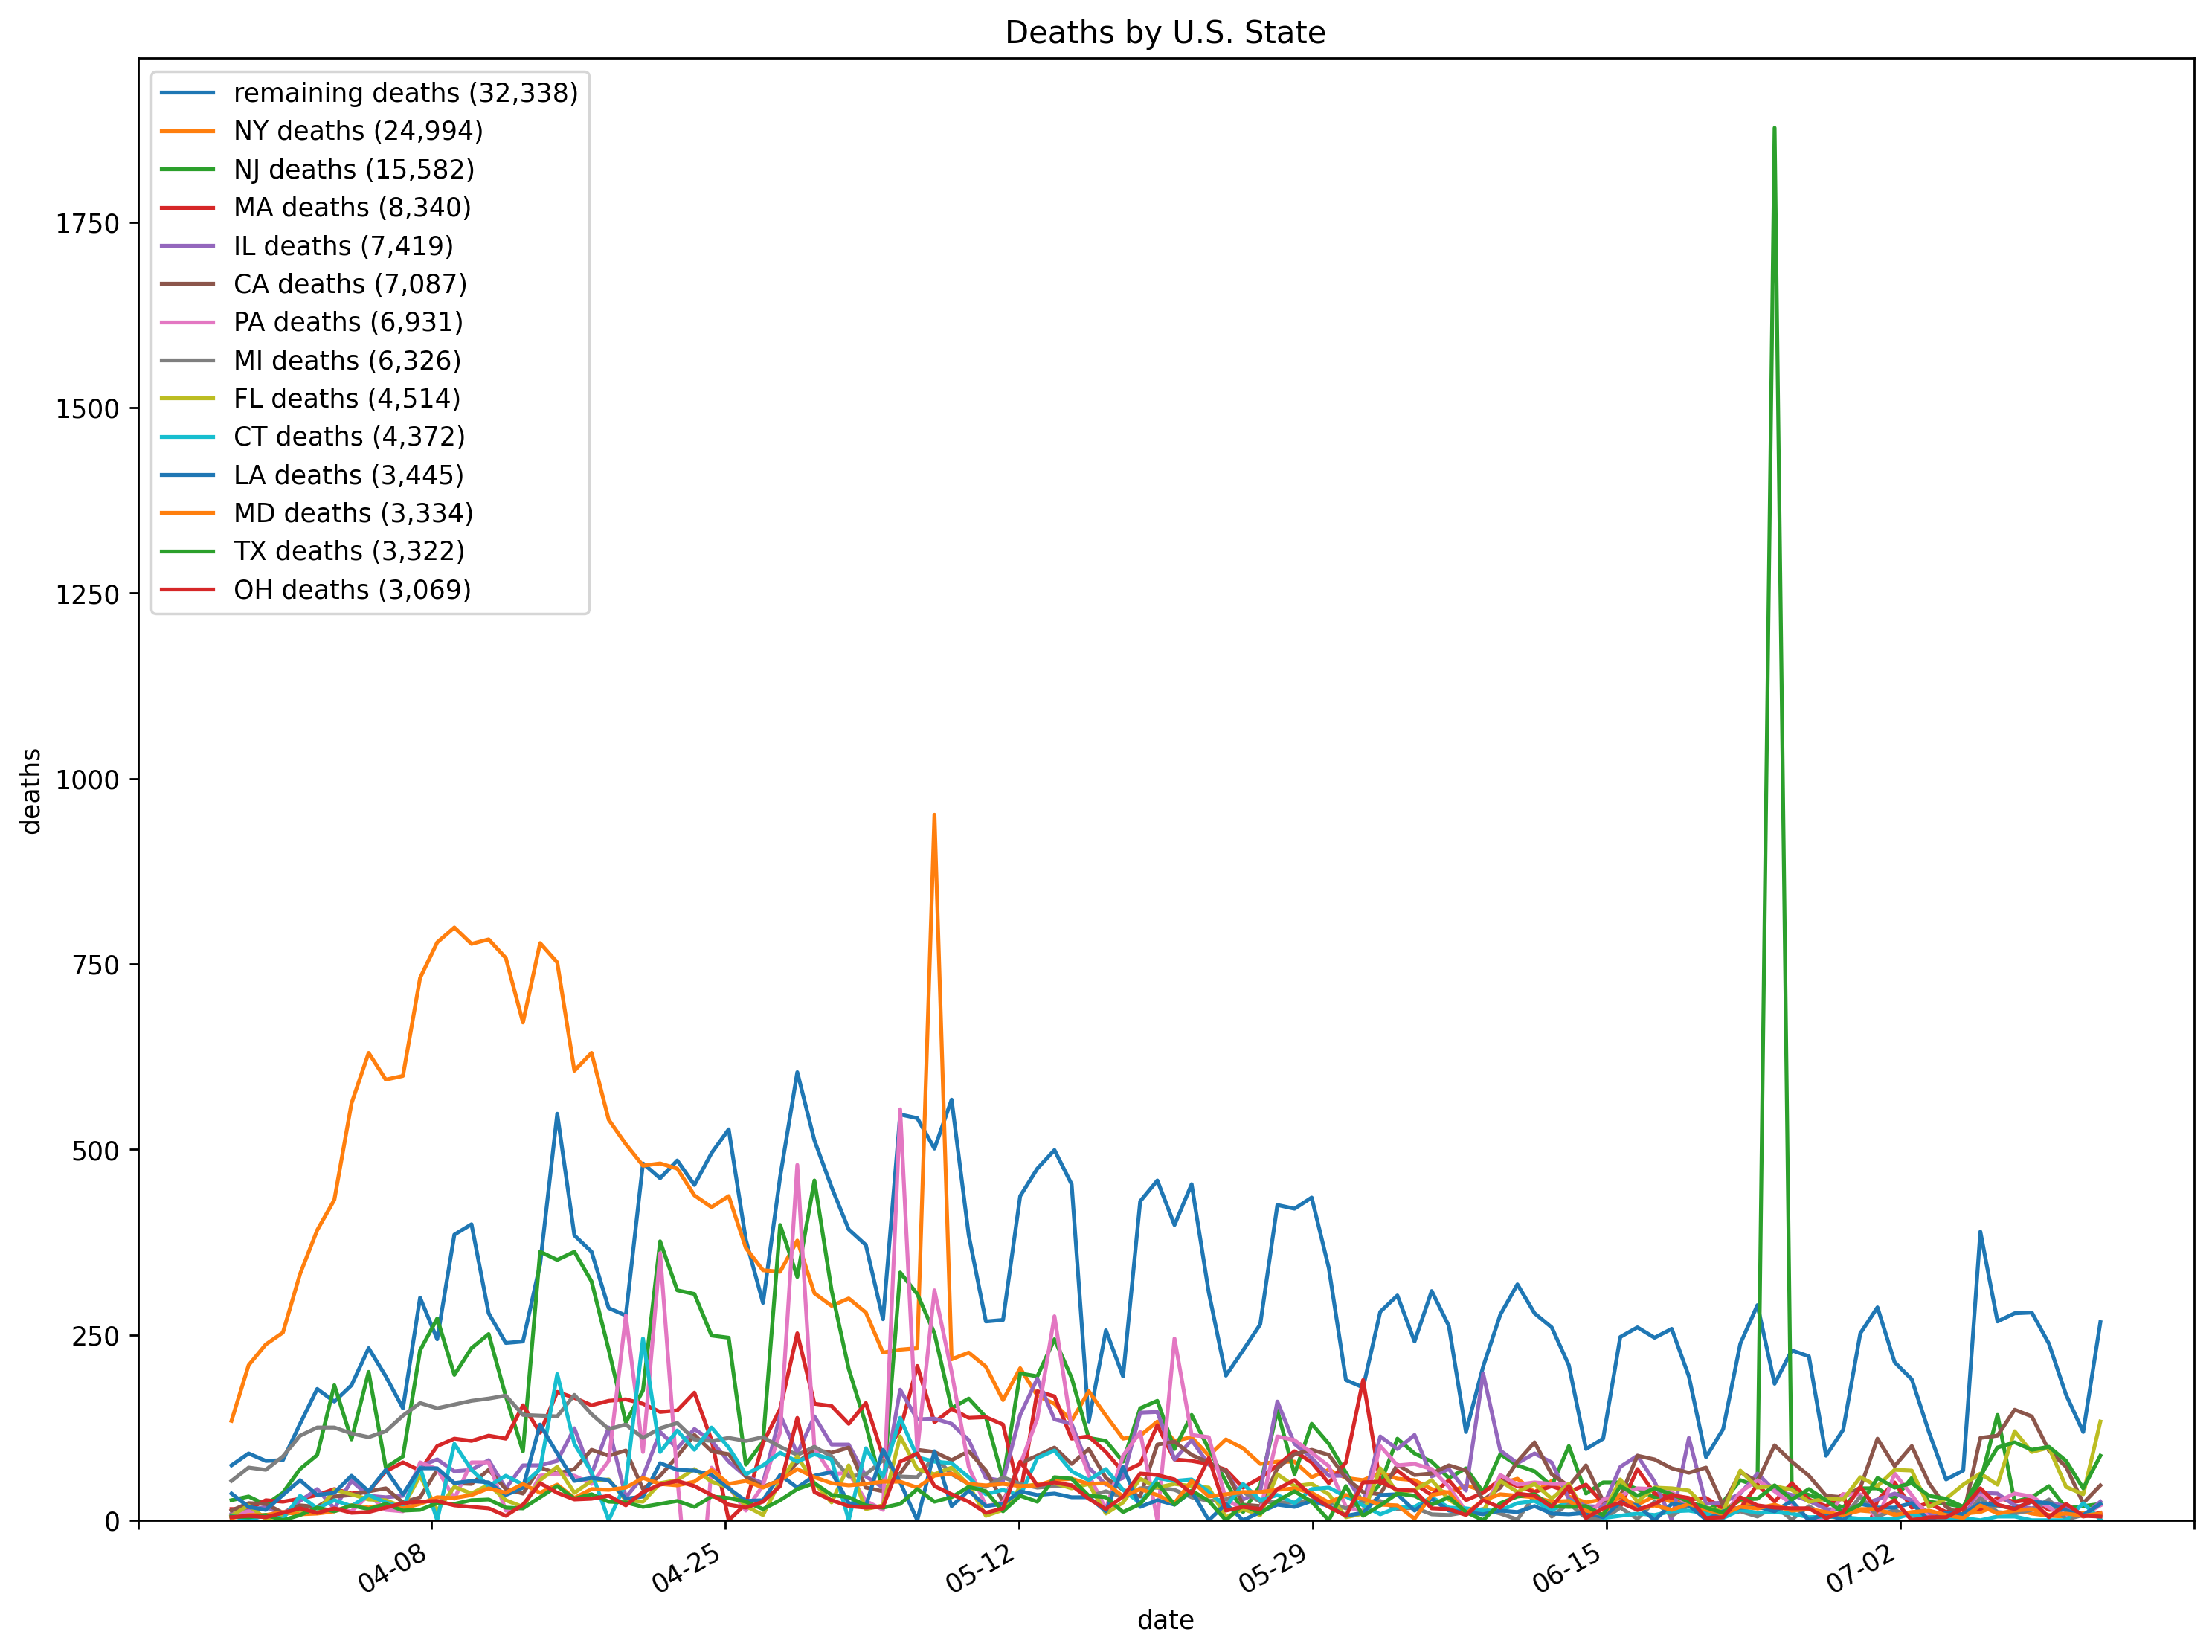 Deaths by U.S. State
remaining deaths (32,338)
NY deaths (24,994)
NJ deaths (15,582)
MA deaths (8,340)
IL deaths (7,419)
CA deaths (7,087)
PA deaths (6,931)
MI deaths (6,326)
FL deaths (4,514)
CT deaths (4,372)
LA deaths (3,445)
MD deaths (3,334)
TX deaths (3,322)
OH deaths (3,069)
1750
1500
1250
1000
750
500
250
0
deaths
04-08
04-25
05-12
05-29
06-15
07-02
date